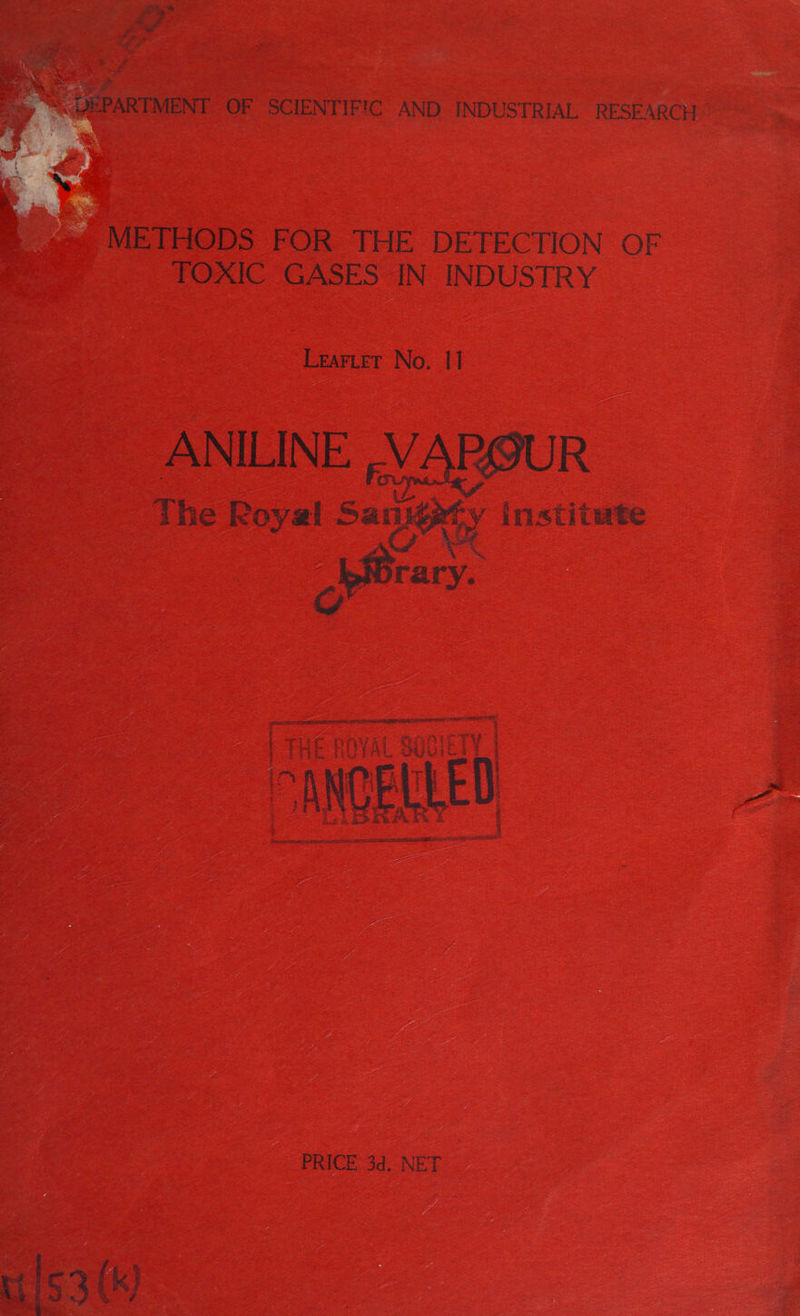 DEPARTMENT OF SCIENTIFIC AND INDUSTRIAL RESEARCH
METHODS FOR THE DETECTION OF
TOXIC GASES IN INDUSTRY
LEAFLET No. 11
ANILINE VAPOUR
Formerly
The Royal Sanitary Institute
Library.
THE ROYAL SOCIETY
CANCELLED
LIBRARY
PRICE 3d. NET
53 (k)